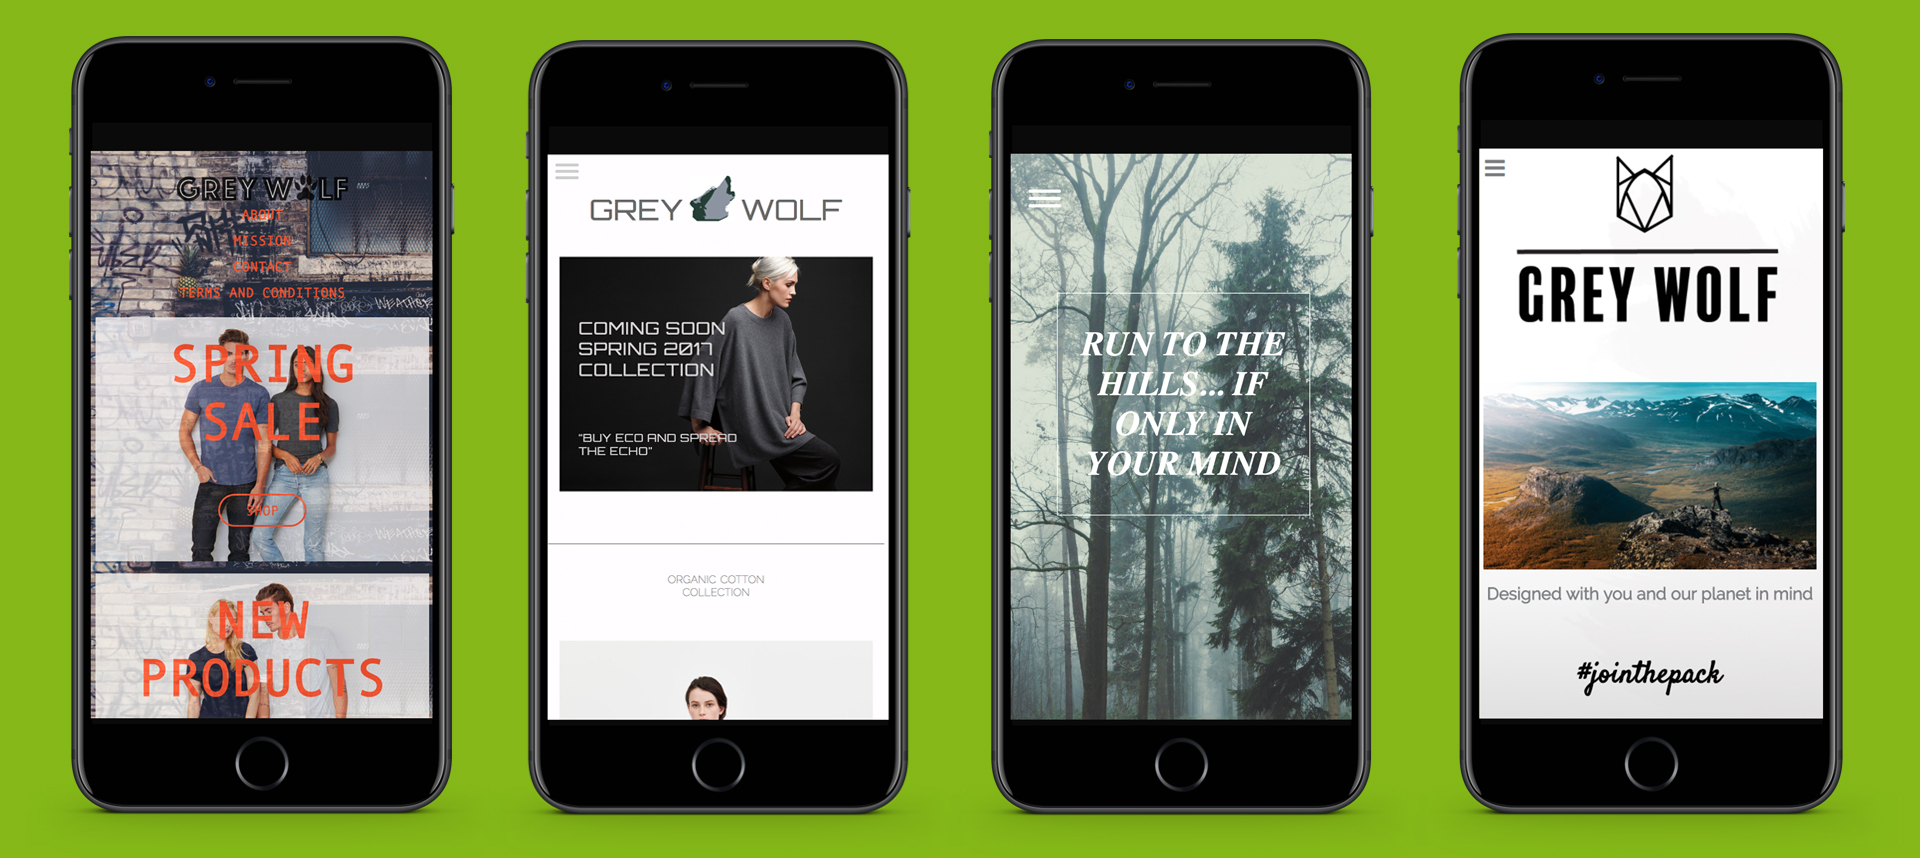 GREY WOLF
ABOUT
MISSION
CONTACT
TERMS AND CONDITIONS
SPRING
SALE
SHOP
NEW
PRODUCTS
GREY WOLF
COMING SOON
SPRING 2017
COLLECTION
"BUY ECO AND SPREAD
THE ECHO"
ORGANIC COTTON
COLLECTION
RUN TO THE
HILLS... IF
ONLY IN
YOUR MIND
GREY WOLF
Designed with you and our planet in mind
#jointhepack